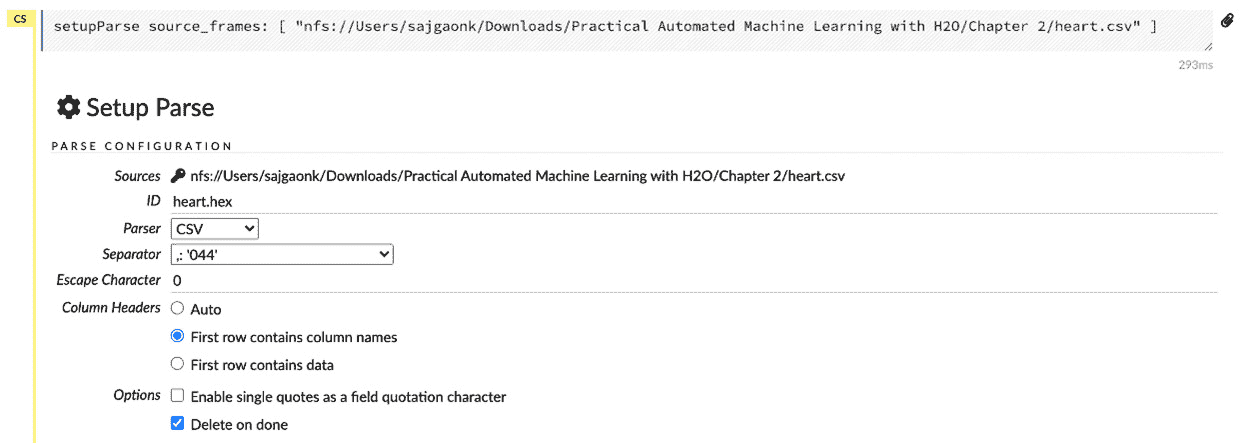 CS
setupParse source_frames: [ "nfs://Users/sajgaonk/Downloads/Practical Automated Machine Learning with H2O/Chapter 2/heart.csv" ]
293ms
Setup Parse
PARSE CONFIGURATION
Sources nfs://Users/sajgaonk/Downloads/Practical Automated Machine Learning with H2O/Chapter 2/heart.csv
ID heart.hex
Parser CSV
Separator ,: '044'
Escape Character 0
Column Headers Auto
First row contains column names
First row contains data
Options Enable single quotes as a field quotation character
Delete on done